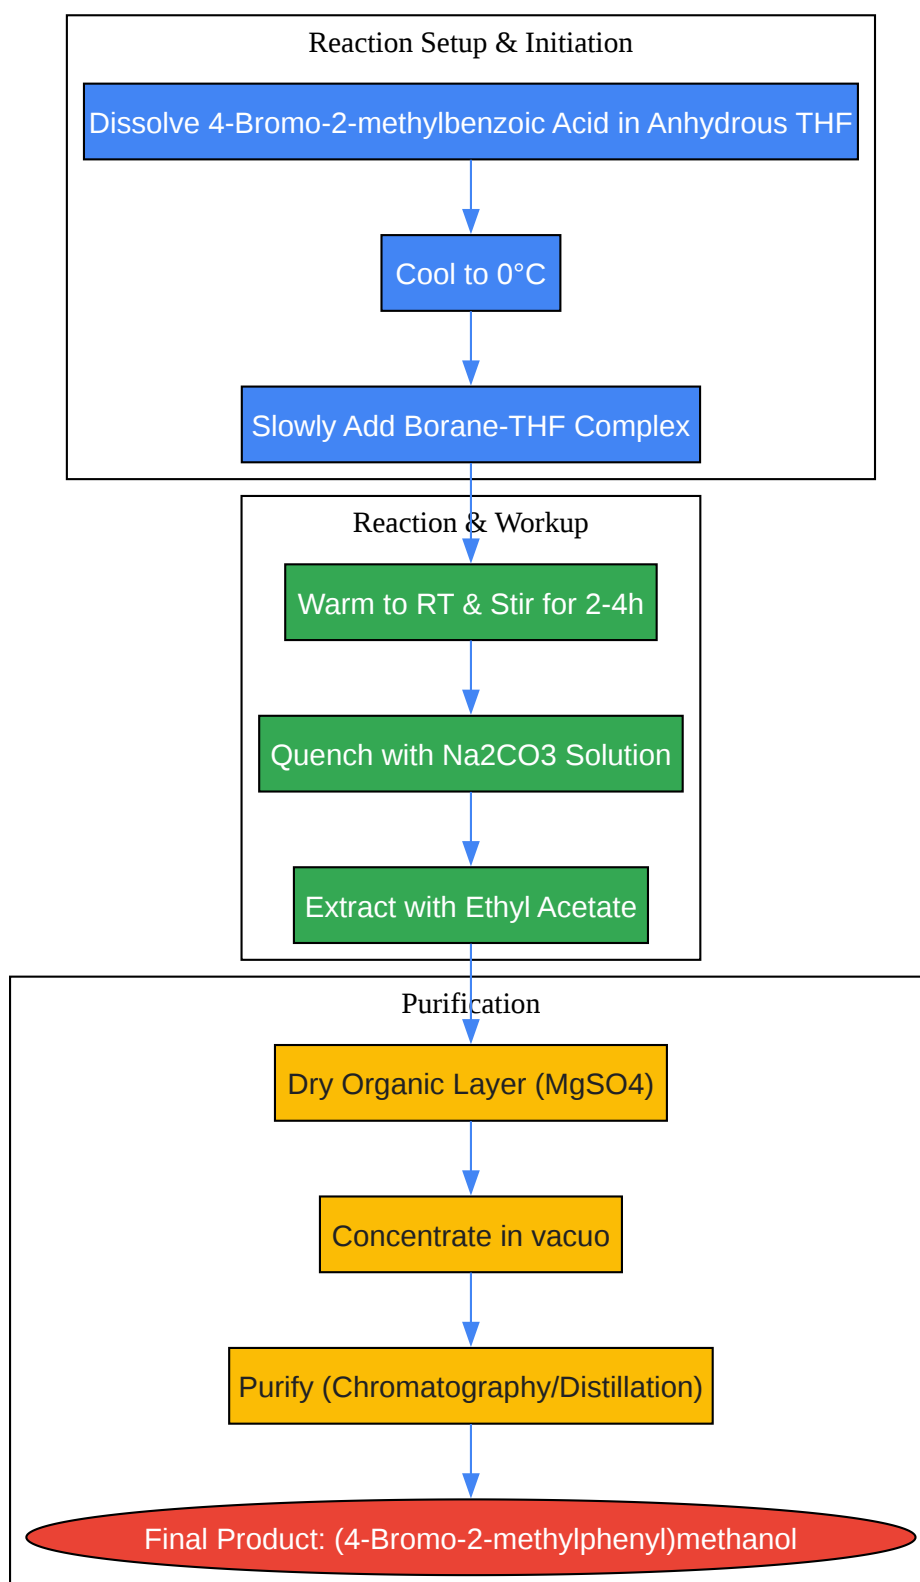 Reaction Setup & Initiation
Dissolve 4-Bromo-2-methylbenzoic Acid in Anhydrous THF
Cool to 0°C
Slowly Add Borane-THF Complex
Reaction & Workup
Warm to RT & Stir for 2-4h
Quench with Na2CO3 Solution
Extract with Ethyl Acetate
Purification
Dry Organic Layer (MgSO4)
Concentrate in vacuo
Purify (Chromatography/Distillation)
Final Product: (4-Bromo-2-methylphenyl)methanol